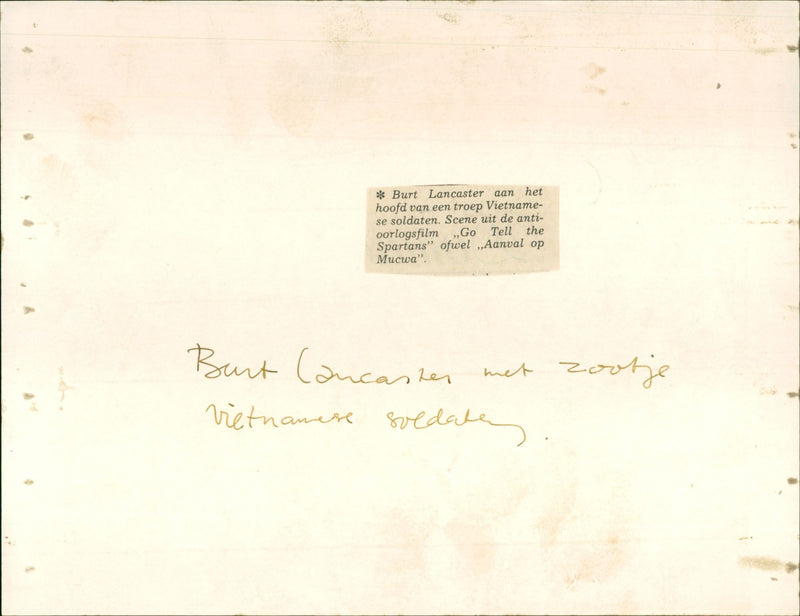 ✻ Burt Lancaster aan het
hoofd van een troep Vietname-
se soldaten. Scene uit de anti-
oorlogsfilm „Go Tell the
Spartans” ofwel „Aanval op
Mucwa”.
Burt Lancaster met zootje
Vietnamese soldaten.